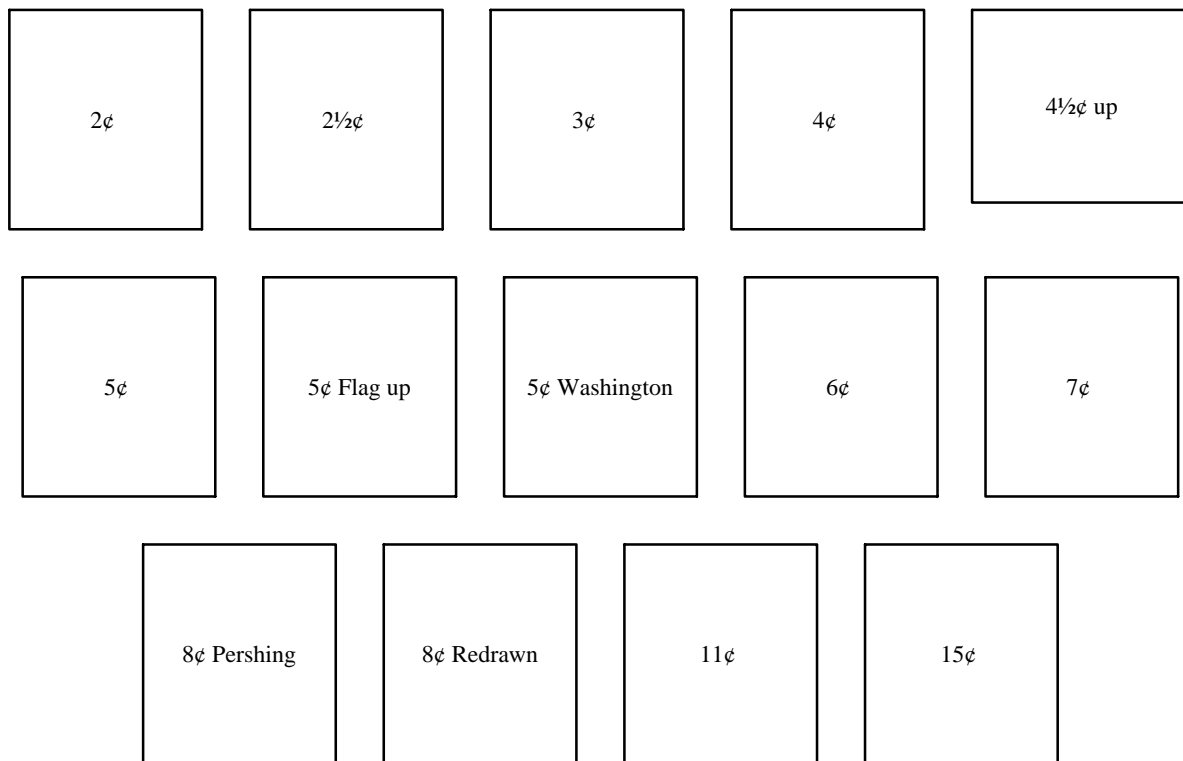 2¢
2½¢
3¢
4¢
4½¢ up
5¢
5¢ Flag up
5¢ Washington
6¢
7¢
8¢ Pershing
8¢ Redrawn
11¢
15¢